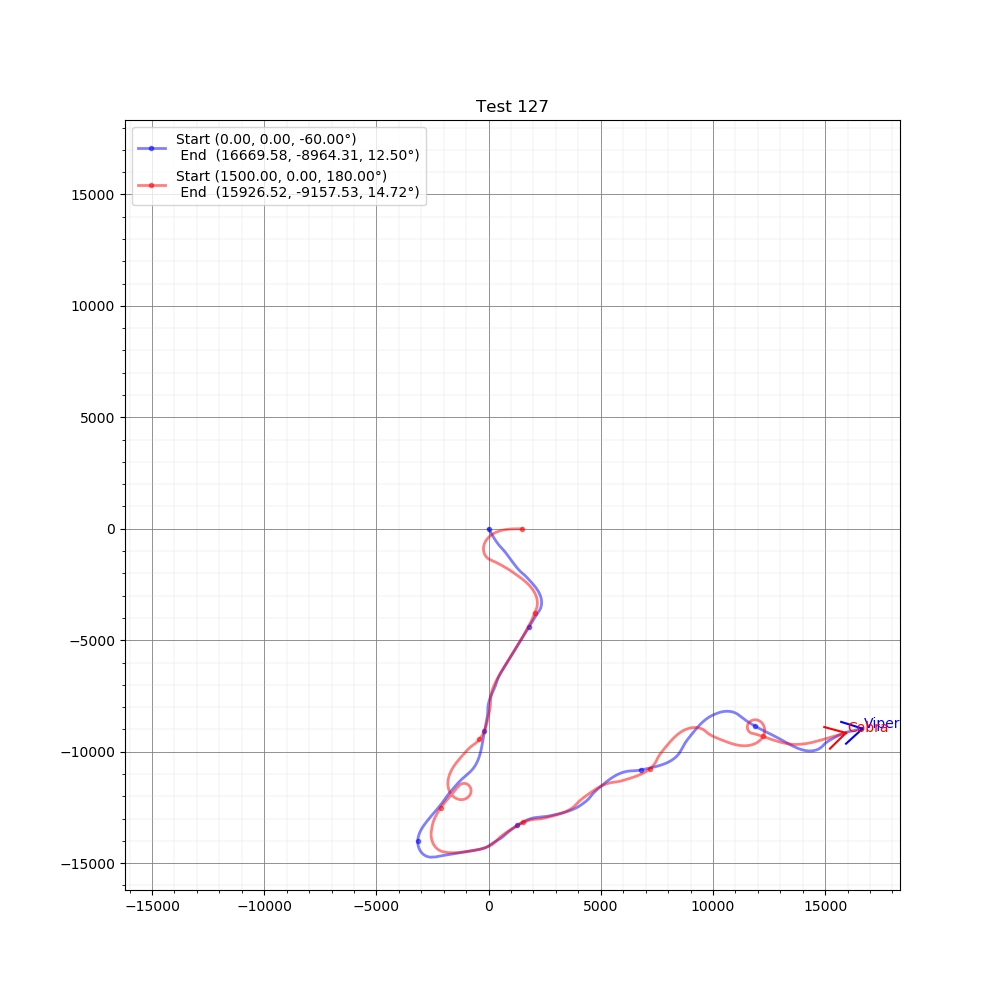 Test 127
Start (0.00, 0.00, -60.00°)
End (16669.58, -8964.31, 12.50°)
Start (1500.00, 0.00, 180.00°)
End (15926.52, -9157.53, 14.72°)
15000
10000
5000
0
−5000
−10000
−15000
Viper
Cobra
−15000 −10000 −5000 0 5000 10000 15000